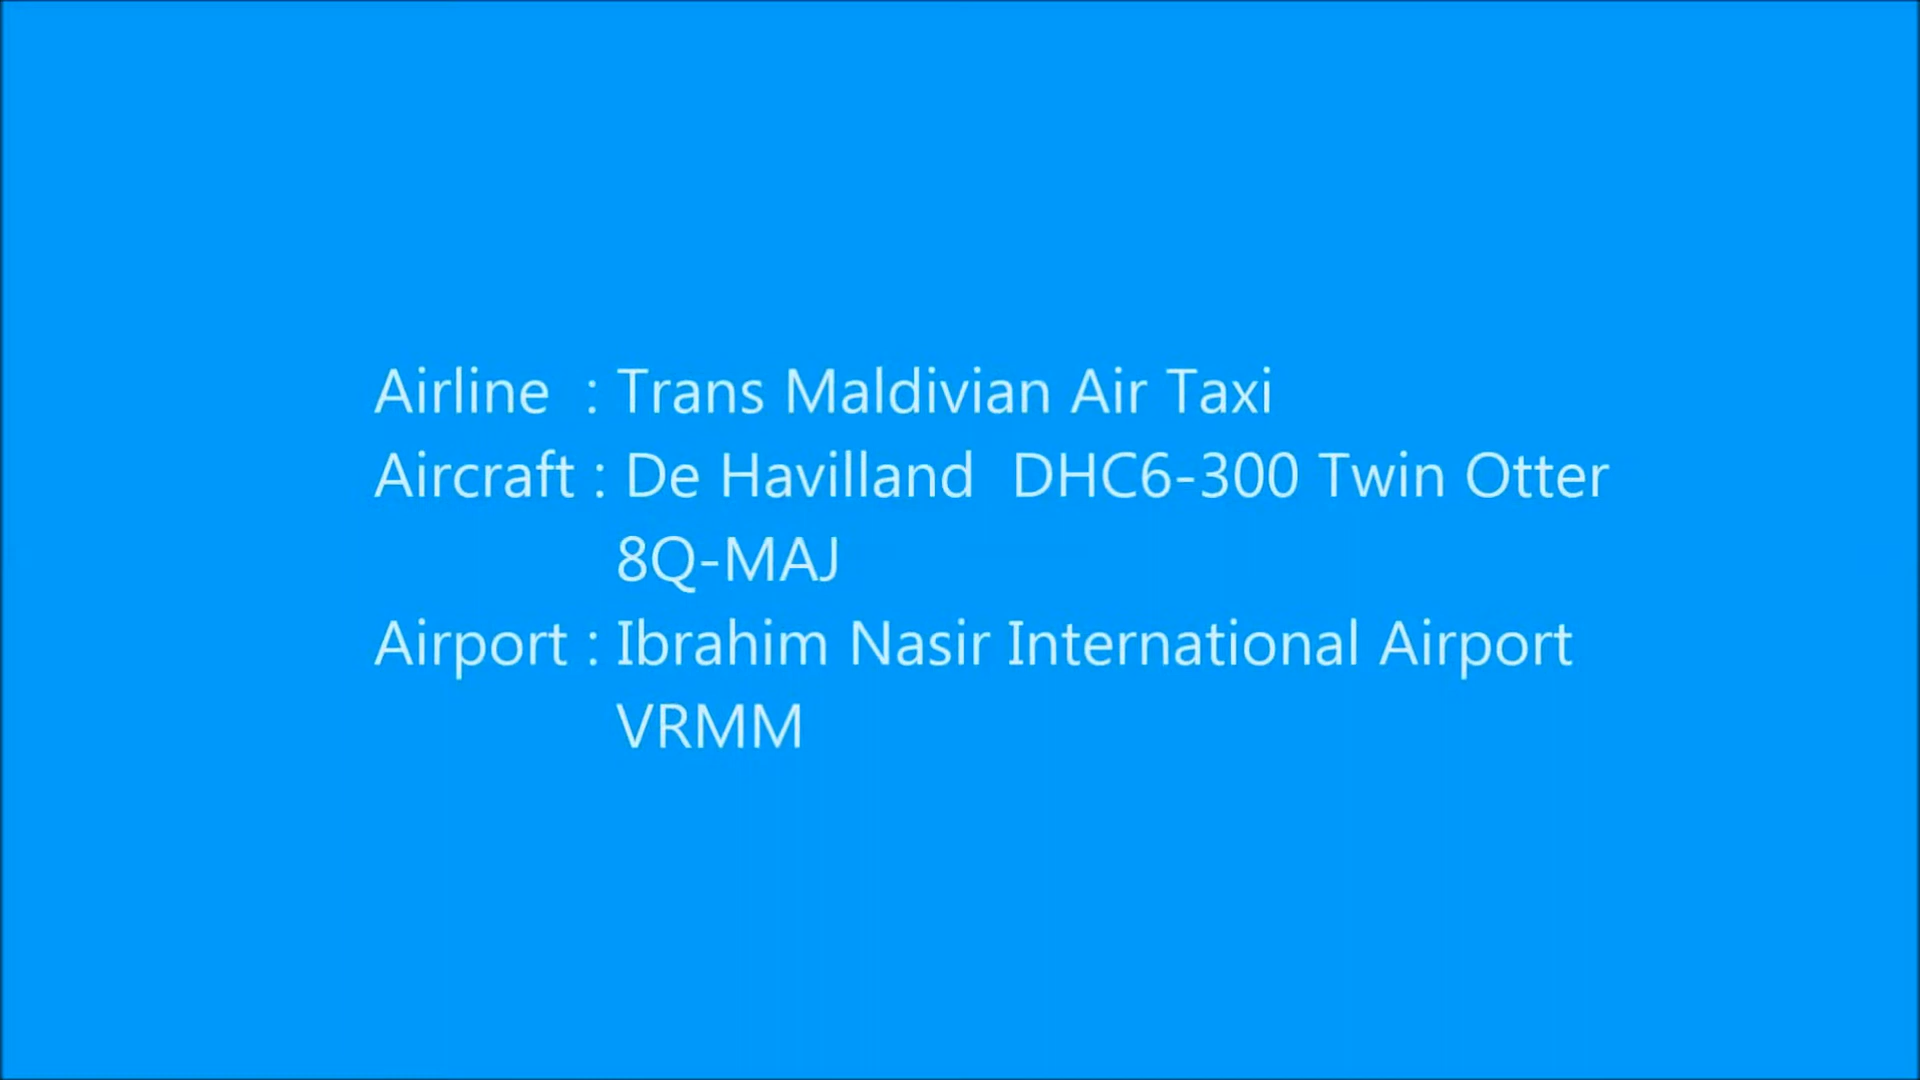 Airline : Trans Maldivian Air Taxi
Aircraft : De Havilland DHC6-300 Twin Otter
8Q-MAJ
Airport : Ibrahim Nasir International Airport
VRMM